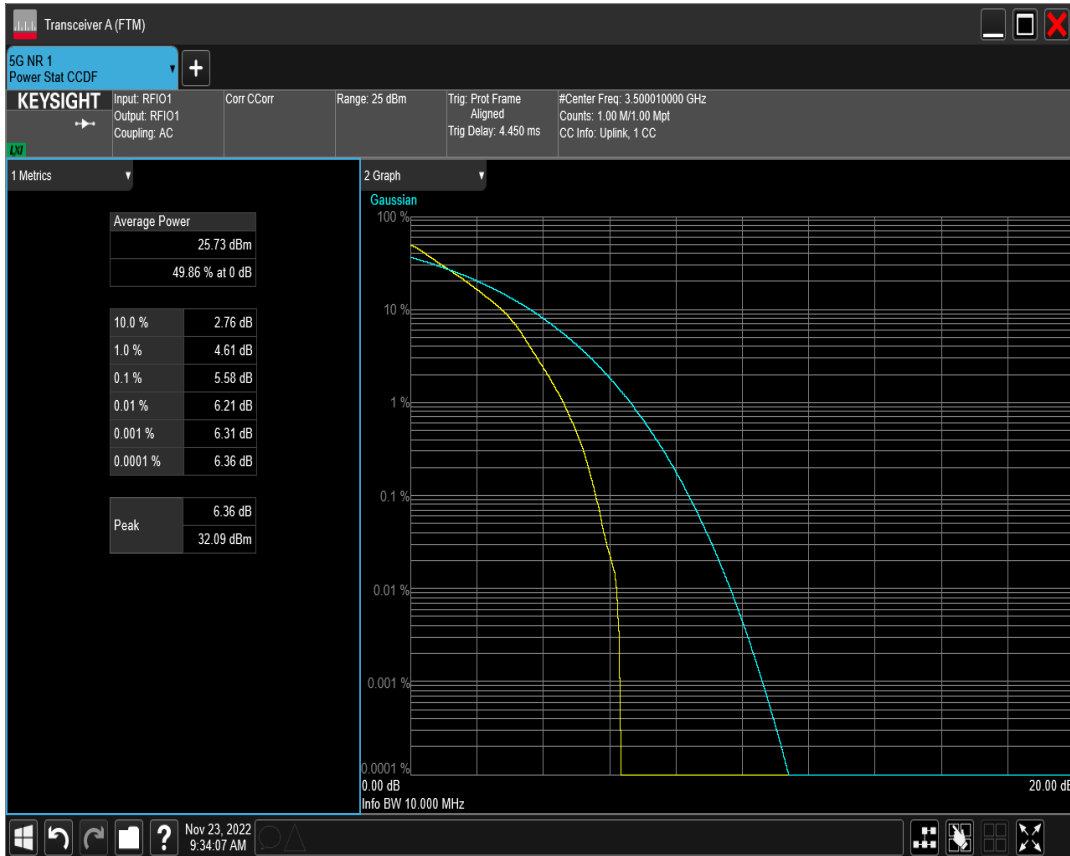 Transceiver A (FTM)
5G NR 1
Power Stat CCDF
+
KEYSIGHT
LXI
Input: RFIO1
Output: RFIO1
Coupling: AC
Corr CCorr
Range: 25 dBm
Trig: Prot Frame
Aligned
Trig Delay: 4.450 ms
#Center Freq: 3.500010000 GHz
Counts: 1.00 M/1.00 Mpt
CC Info: Uplink, 1 CC
1 Metrics
Average Power
25.73 dBm
49.86 % at 0 dB
10.0 % 2.76 dB
1.0 % 4.61 dB
0.1 % 5.58 dB
0.01 % 6.21 dB
0.001 % 6.31 dB
0.0001 % 6.36 dB
Peak
6.36 dB
32.09 dBm
2 Graph
Gaussian
100 %
10 %
1 %
0.1 %
0.01 %
0.001 %
0.0001 %
0.00 dB 20.00 dB
Info BW 10.000 MHz
?
Nov 23, 2022
9:34:07 AM